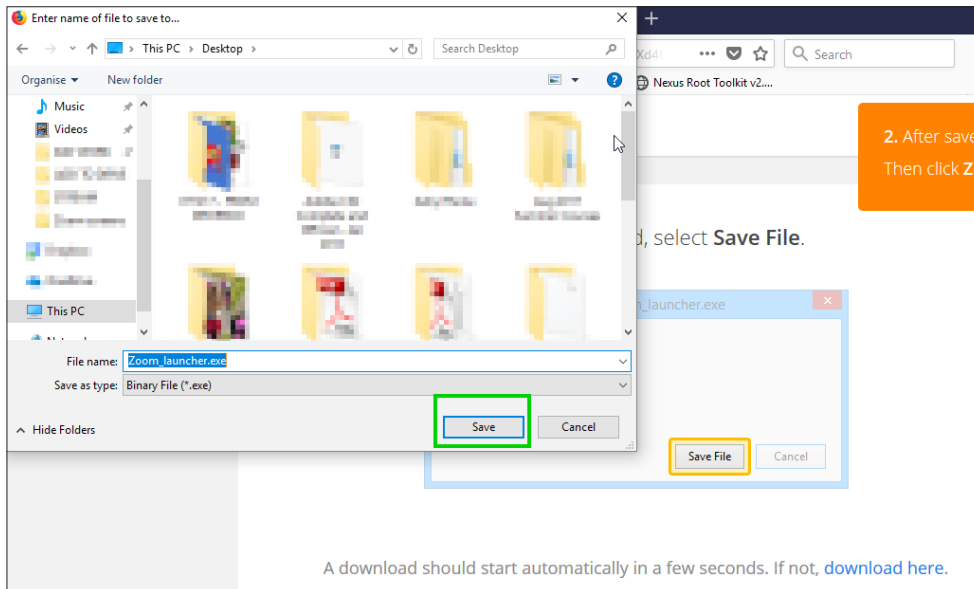 Enter name of file to save to...
This PC > Desktop >
Search Desktop
Search
Organise
New folder
Nexus Root Toolkit v2....
Music
Videos
This PC
2. After save
Then click Z
d, select Save File.
_launcher.exe
File name: Zoom_launcher.exe
Save as type: Binary File (*.exe)
Hide Folders
Save
Cancel
Save File
Cancel
A download should start automatically in a few seconds. If not, download here.